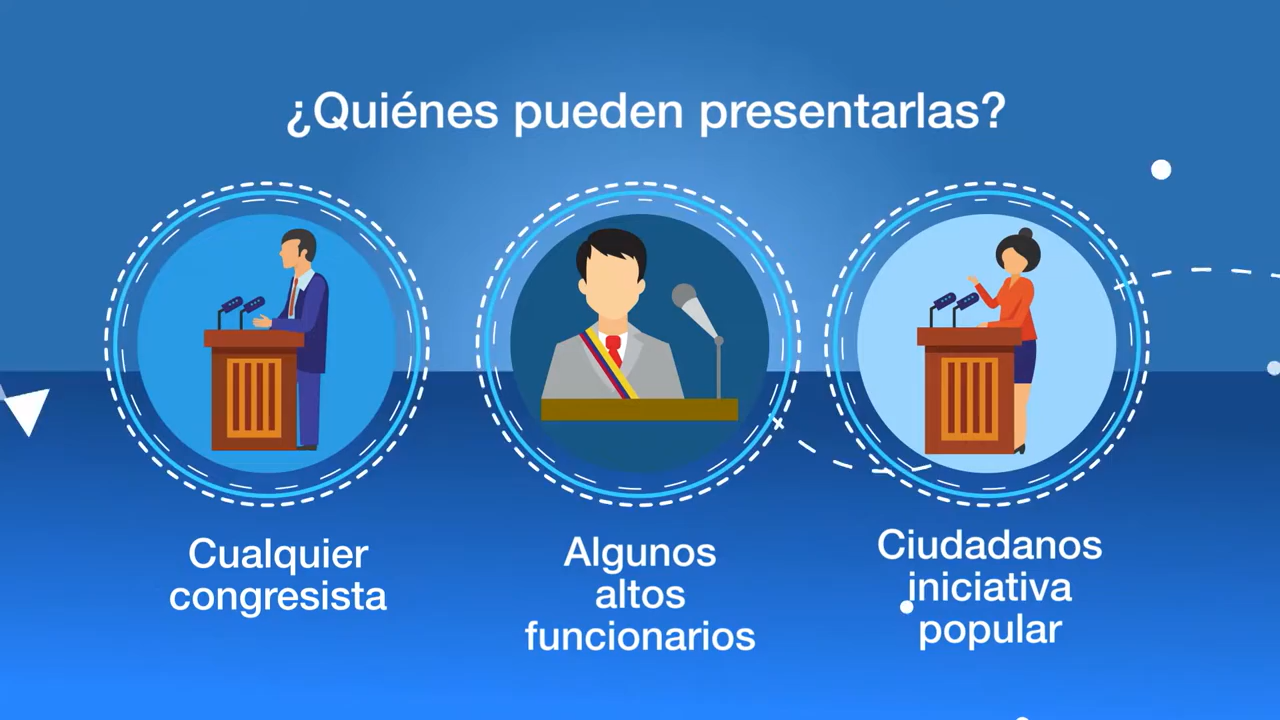 ¿Quiénes pueden presentarlas?
Cualquier
congresista
Algunos
altos
funcionarios
Ciudadanos
iniciativa
popular